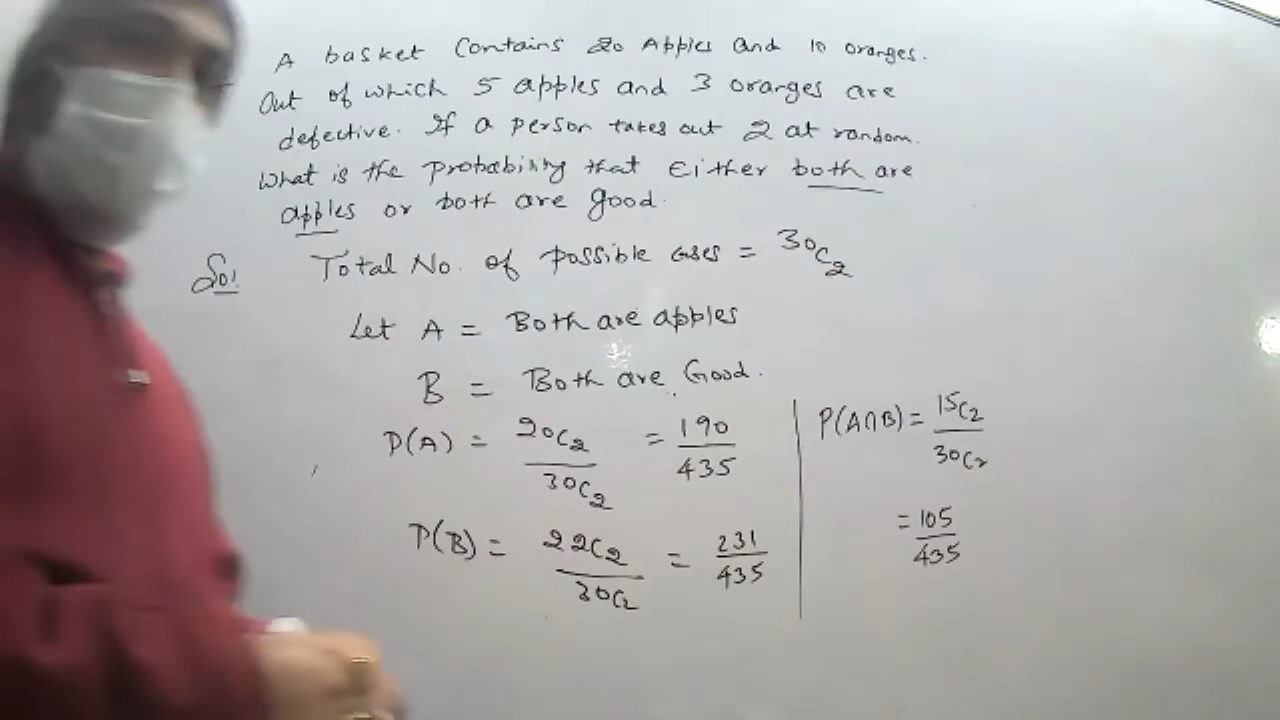 A basket Contains 20 Apples and 10 oranges.
Out of which 5 apples and 3 oranges are
defective. If a person takes out 2 at random.
What is the probability that Either both are
apples or both are good.
Sol: Total No. of possible cases = 30C2
Let A = Both are apples
B = Both are Good.
P(A) = 20C2 / 30C2 = 190 / 435
P(B) = 22C2 / 30C2 = 231 / 435
P(A∩B) = 15C2 / 30C2
= 105 / 435